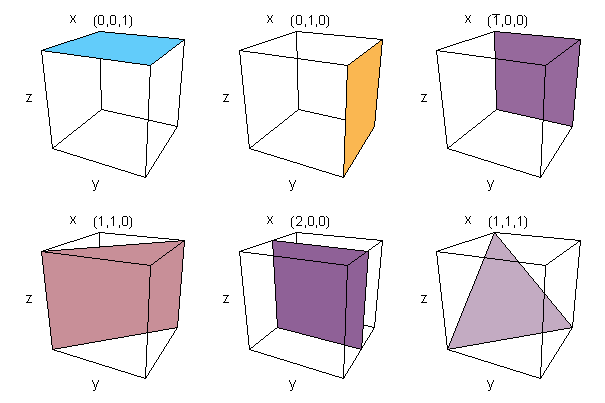 x (0,0,1)
z
y
x (0,1,0)
z
y
x (1̅,0,0)
z
y
x (1,1,0)
z
y
x (2,0,0)
z
y
x (1,1,1)
z
y